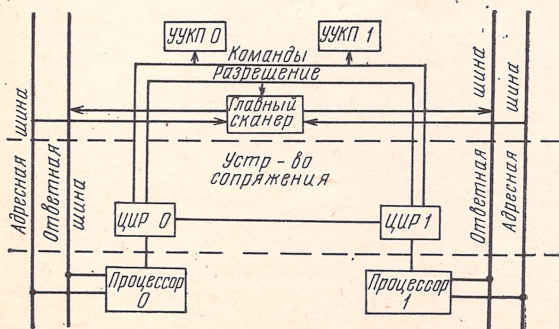 УУКП 0
УУКП 1
Команды
Разрешение
Главный
сканер
Адресная шина
Ответная
шина
Ответная шина
Адресная шина
Устр-во
сопряжения
ЦИР 0
ЦИР 1
Процессор
0
Процессор
1